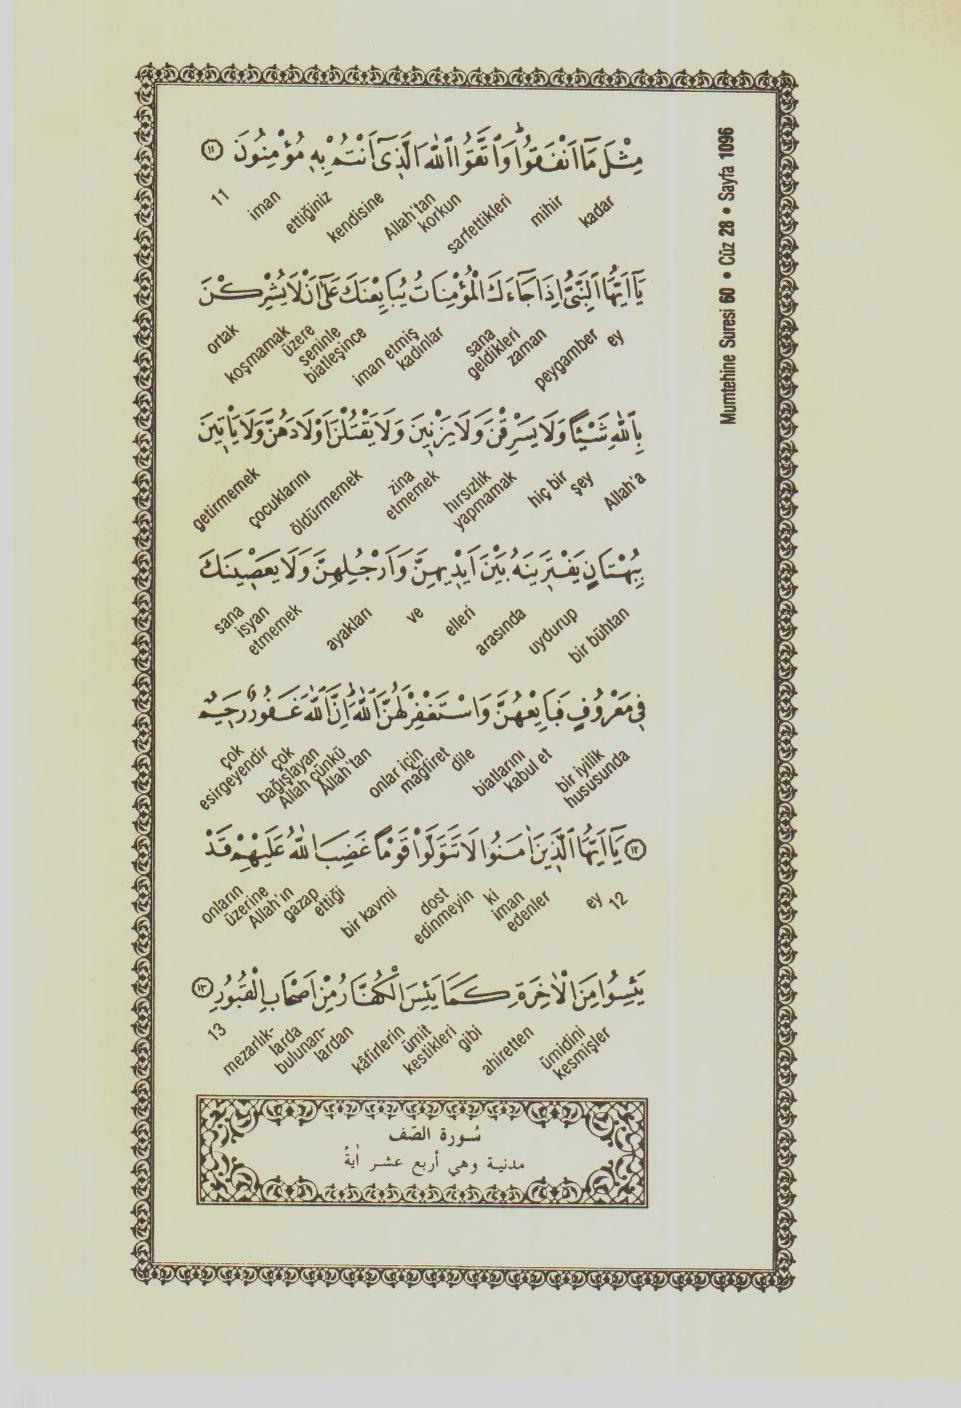 Mumtehine Suresi 60 • Cüz 28 • Sayfa 1096
مِثْلَ مَٓا اَنْفَقُواۜ وَاتَّقُوا اللّٰهَ الَّذ۪ٓي اَنْتُمْ بِه۪ مُؤْمِنُونَ ﴿١١﴾
kadar mihir sarfettikleri Allah'tan korkun kendisine ettiğiniz iman 11
يَٓا اَيُّهَا النَّبِيُّ اِذَا جَٓاءَكَ الْمُؤْمِنَاتُ يُبَايِعْنَكَ عَلٰٓى اَنْ لَا يُشْرِكْنَ
ey peygamber zaman sana geldikleri iman etmiş kadınlar seninle biatleşince üzere koşmamak ortak
بِاللّٰهِ شَيْـًٔا وَلَا يَسْرِقْنَ وَلَا يَزْن۪ينَ وَلَا يَقْتُلْنَ اَوْلَادَهُنَّ وَلَا يَأْت۪ينَ
Allah'a şey hiç bir hırsızlık yapmamak zina etmemek öldürmemek çocuklarını getirmemek
بِبُهْتَانٍ يَفْتَر۪ينَهُ بَيْنَ اَيْد۪يهِنَّ وَاَرْجُلِهِنَّ وَلَا يَعْص۪ينَكَ
bir bühtan uydurup arasında elleri ve ayakları sana isyan etmemek
ف۪ي مَعْرُوفٍ فَبَايِعْهُنَّ وَاسْتَغْفِرْ لَهُنَّ اللّٰهَۜ اِنَّ اللّٰهَ غَفُورٌ رَح۪يمٌ
bir iyilik hususunda biatlarını kabul et dile onlar için mağfiret Allah'tan Allah çünkü çok bağışlayan çok esirgeyendir
﴿١٢﴾ يَٓا اَيُّهَا الَّذ۪ينَ اٰمَنُوا لَا تَتَوَلَّوْا قَوْمًا غَضِبَ اللّٰهُ عَلَيْهِمْ قَدْ
12 ey ki iman edenler dost edinmeyin bir kavmi gazap ettiği Allah'ın onların üzerine
يَئِسُوا مِنَ الْاٰخِرَةِ كَمَا يَئِسَ الْكُفَّارُ مِنْ اَصْحَابِ الْقُبُورِ ﴿١٣﴾
ümidini kesmişler ahiretten gibi ümit kestikleri kâfirlerin mezarlık-larda bulunan-lardan 13
سُورة الصّف
مدنية وهي أربع عشر اٰيةً